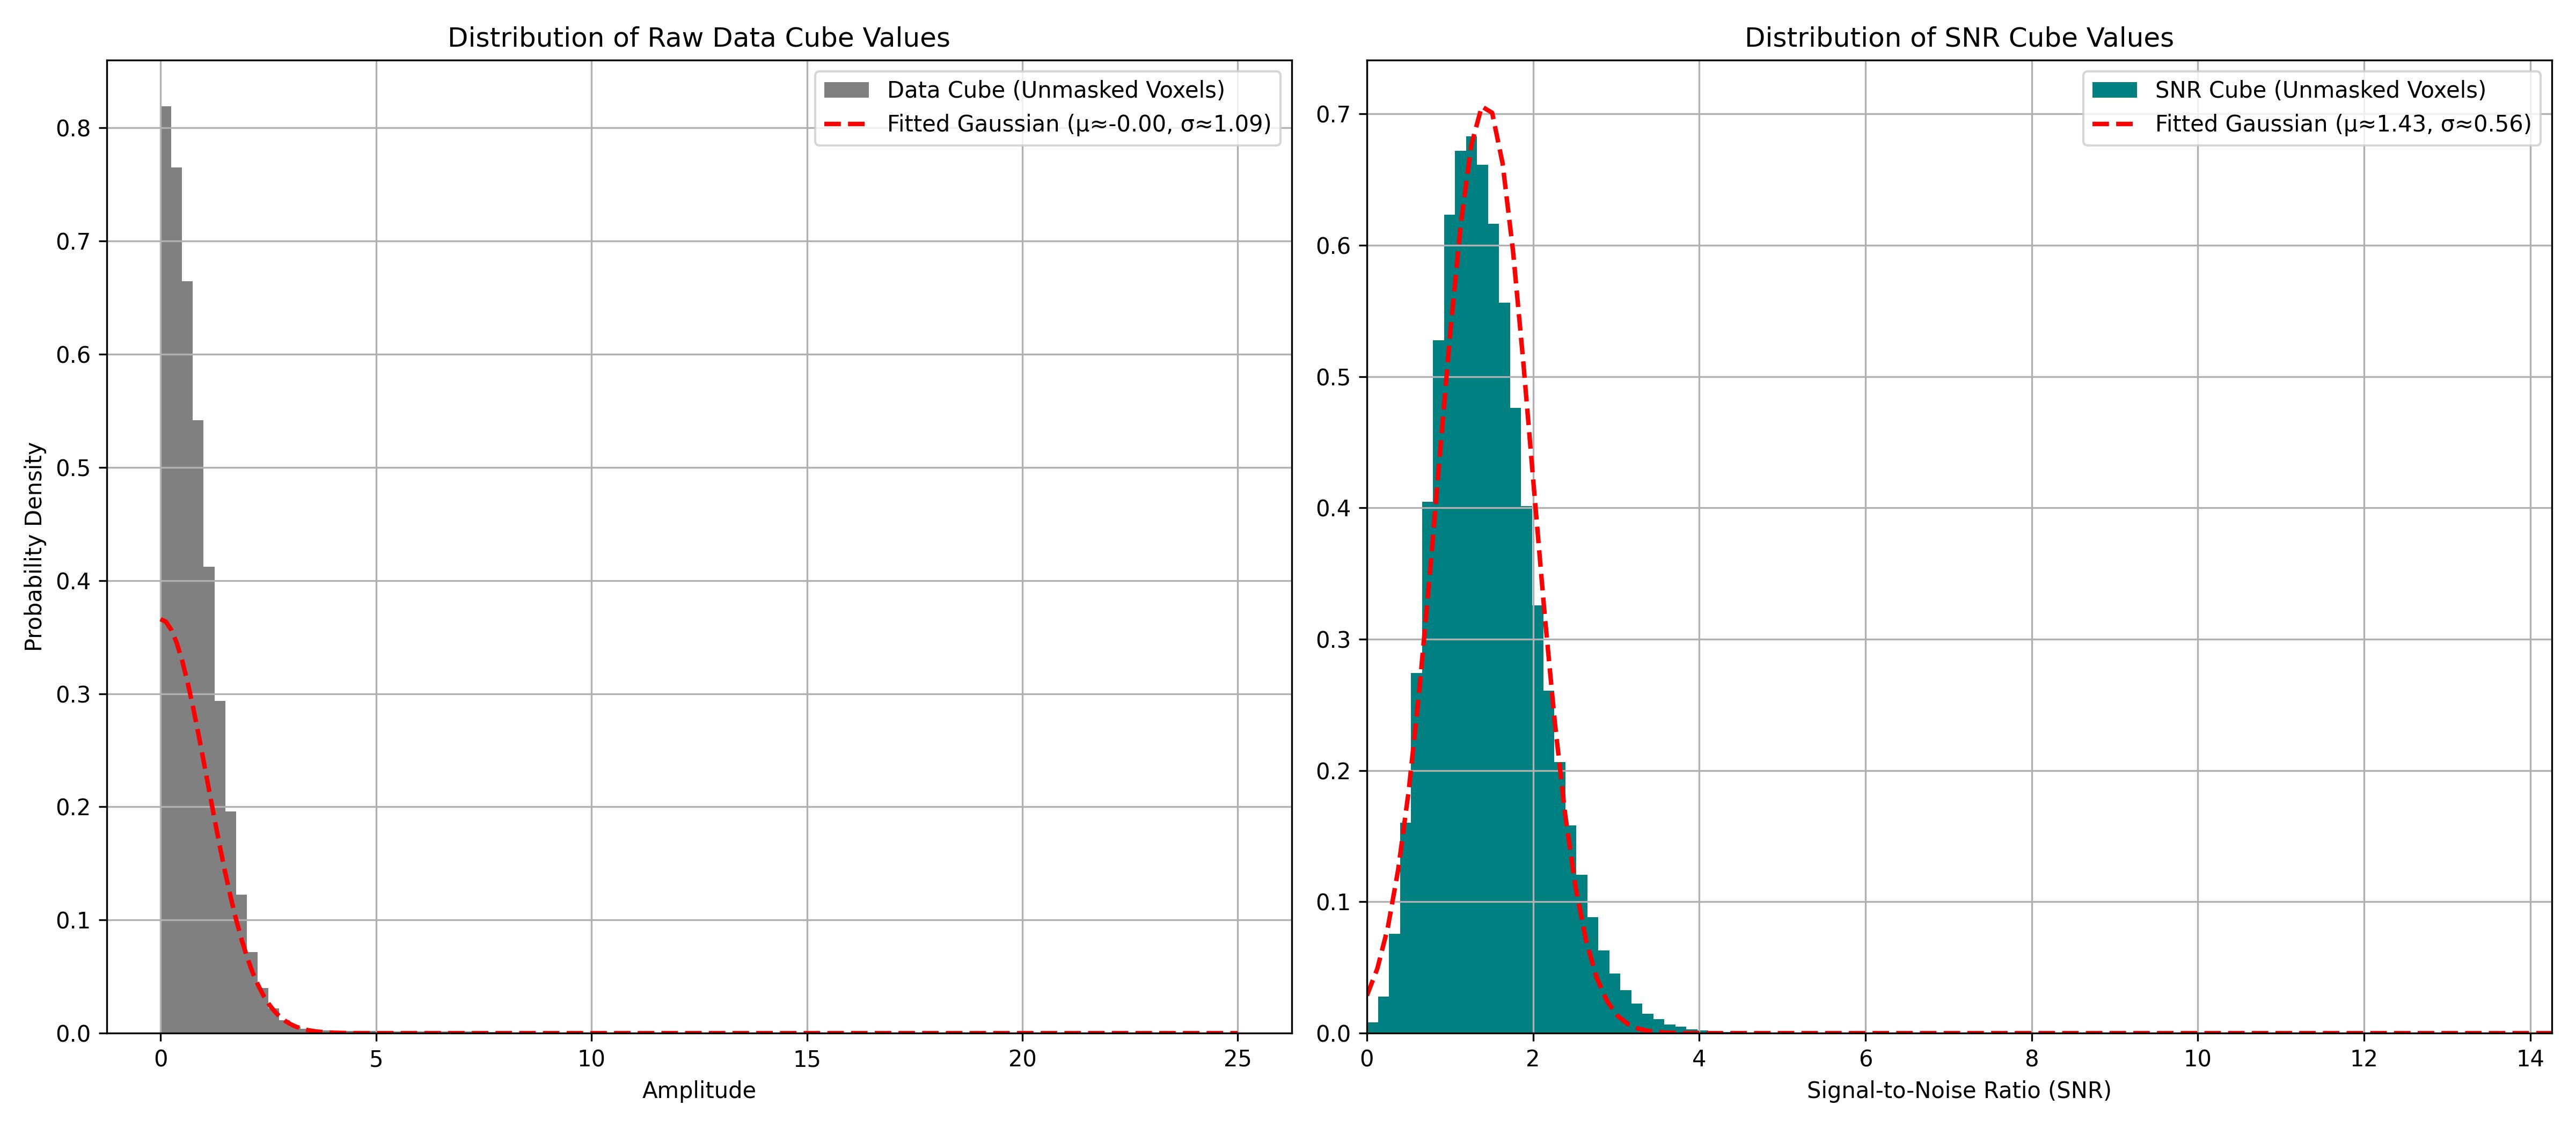 Distribution of Raw Data Cube Values
Data Cube (Unmasked Voxels)
Fitted Gaussian (μ≈-0.00, σ≈1.09)
Probability Density
0.8
0.7
0.6
0.5
0.4
0.3
0.2
0.1
0.0
0 5 10 15 20 25
Amplitude
Distribution of SNR Cube Values
SNR Cube (Unmasked Voxels)
Fitted Gaussian (μ≈1.43, σ≈0.56)
0.7
0.6
0.5
0.4
0.3
0.2
0.1
0.0
0 2 4 6 8 10 12 14
Signal-to-Noise Ratio (SNR)